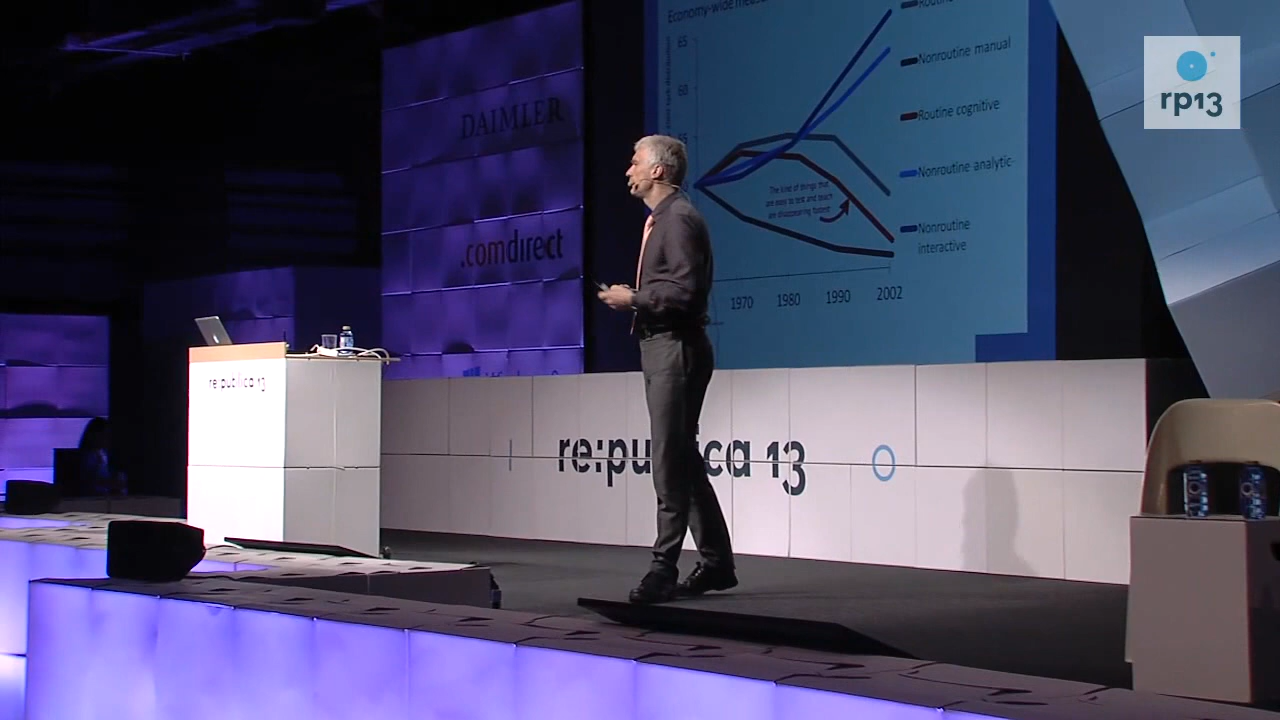 Economy-wide
Routine
65
Nonroutine manual
60
Routine cognitive
Nonroutine analytic-
The kind of things that
are easy to test and teach
are disappearing fastest
Nonroutine
interactive
1970 1980 1990 2002
DAIMLER
.comdirect
rp13
re:publica 13
re:publica 13